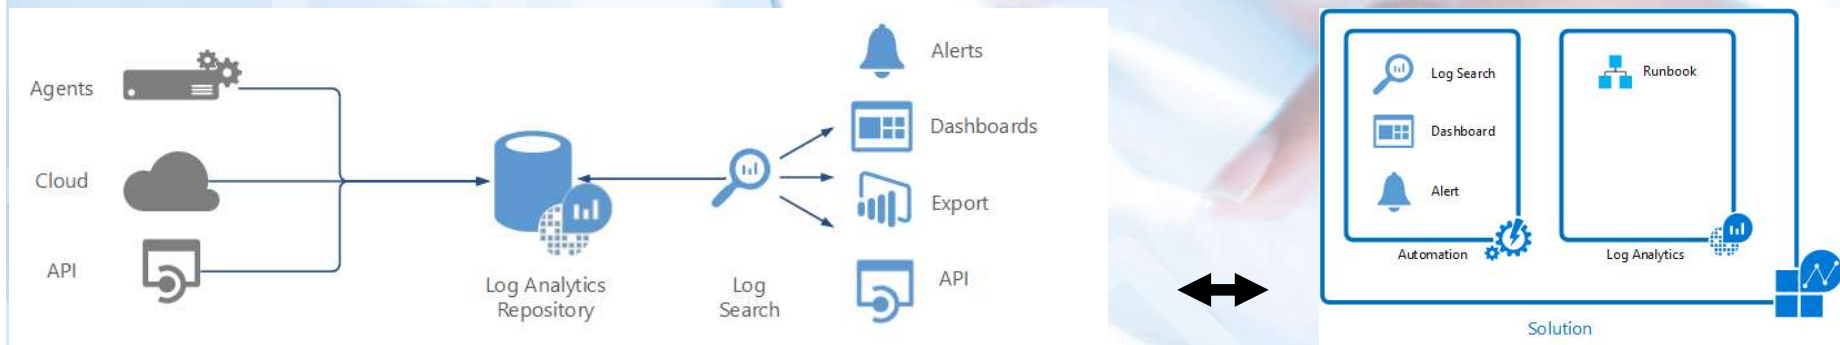 Agents
Cloud
API
Log Analytics
Repository
Log
Search
Alerts
Dashboards
Export
API
Log Search
Dashboard
Alert
Automation
Runbook
Log Analytics
Solution